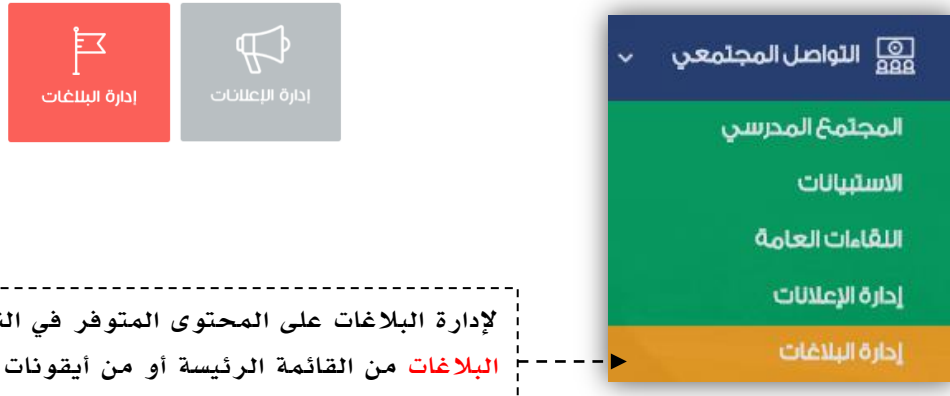 التواصل المجتمعي
المجتمع المدرسي
الاستبيانات
اللقاءات العامة
إدارة الإعلانات
إدارة البلاغات
إدارة الإعلانات
إدارة البلاغات
لإدارة البلاغات على المحتوى المتوفر في
البلاغات من القائمة الرئيسة أو من أيقونات